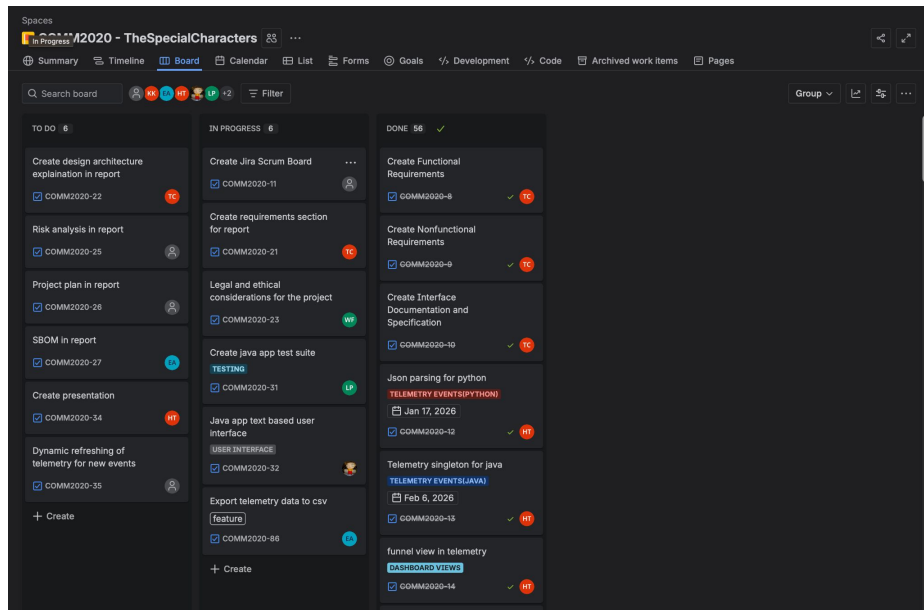 Spaces
In Progress
M2020 - TheSpecialCharacters
Summary Timeline Board Calendar List Forms Goals Development Code Archived work items Pages
Search board KK EA HT LP +2 Filter Group
TO DO 6
Create design architecture
explaination in report
COMM2020-22 TC
Risk analysis in report
COMM2020-25
Project plan in report
COMM2020-26
SBOM in report
COMM2020-27 EA
Create presentation
COMM2020-34 HT
Dynamic refreshing of
telemetry for new events
COMM2020-35
+ Create
IN PROGRESS 6
Create Jira Scrum Board
COMM2020-11
Create requirements section
for report
COMM2020-21 TC
Legal and ethical
considerations for the project
COMM2020-23 WF
Create java app test suite
TESTING
COMM2020-31 LP
Java app text based user
interface
USER INTERFACE
COMM2020-32
Export telemetry data to csv
feature
COMM2020-86 EA
+ Create
DONE 56
Create Functional
Requirements
COMM2020-8 TC
Create Nonfunctional
Requirements
COMM2020-9 TC
Create Interface
Documentation and
Specification
COMM2020-10 TC
Json parsing for python
TELEMETRY EVENTS(PYTHON)
Jan 17, 2026
COMM2020-12 HT
Telemetry singleton for java
TELEMETRY EVENTS(JAVA)
Feb 6, 2026
COMM2020-13 HT
funnel view in telemetry
DASHBOARD VIEWS
COMM2020-14 HT